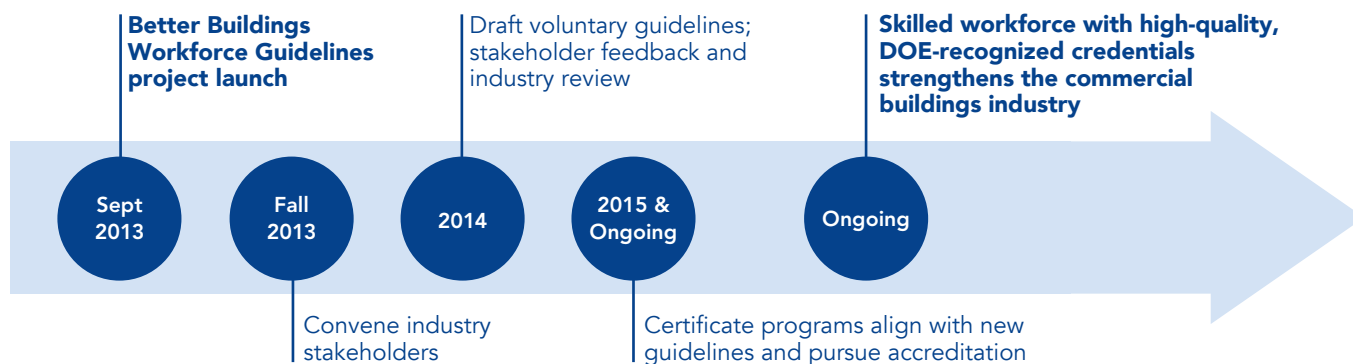 Better Buildings
Workforce Guidelines
project launch
Draft voluntary guidelines;
stakeholder feedback and
industry review
Skilled workforce with high-quality,
DOE-recognized credentials
strengthens the commercial
buildings industry
Sept
2013
Fall
2013
2014
2015 &
Ongoing
Ongoing
Convene industry
stakeholders
Certificate programs align with new
guidelines and pursue accreditation